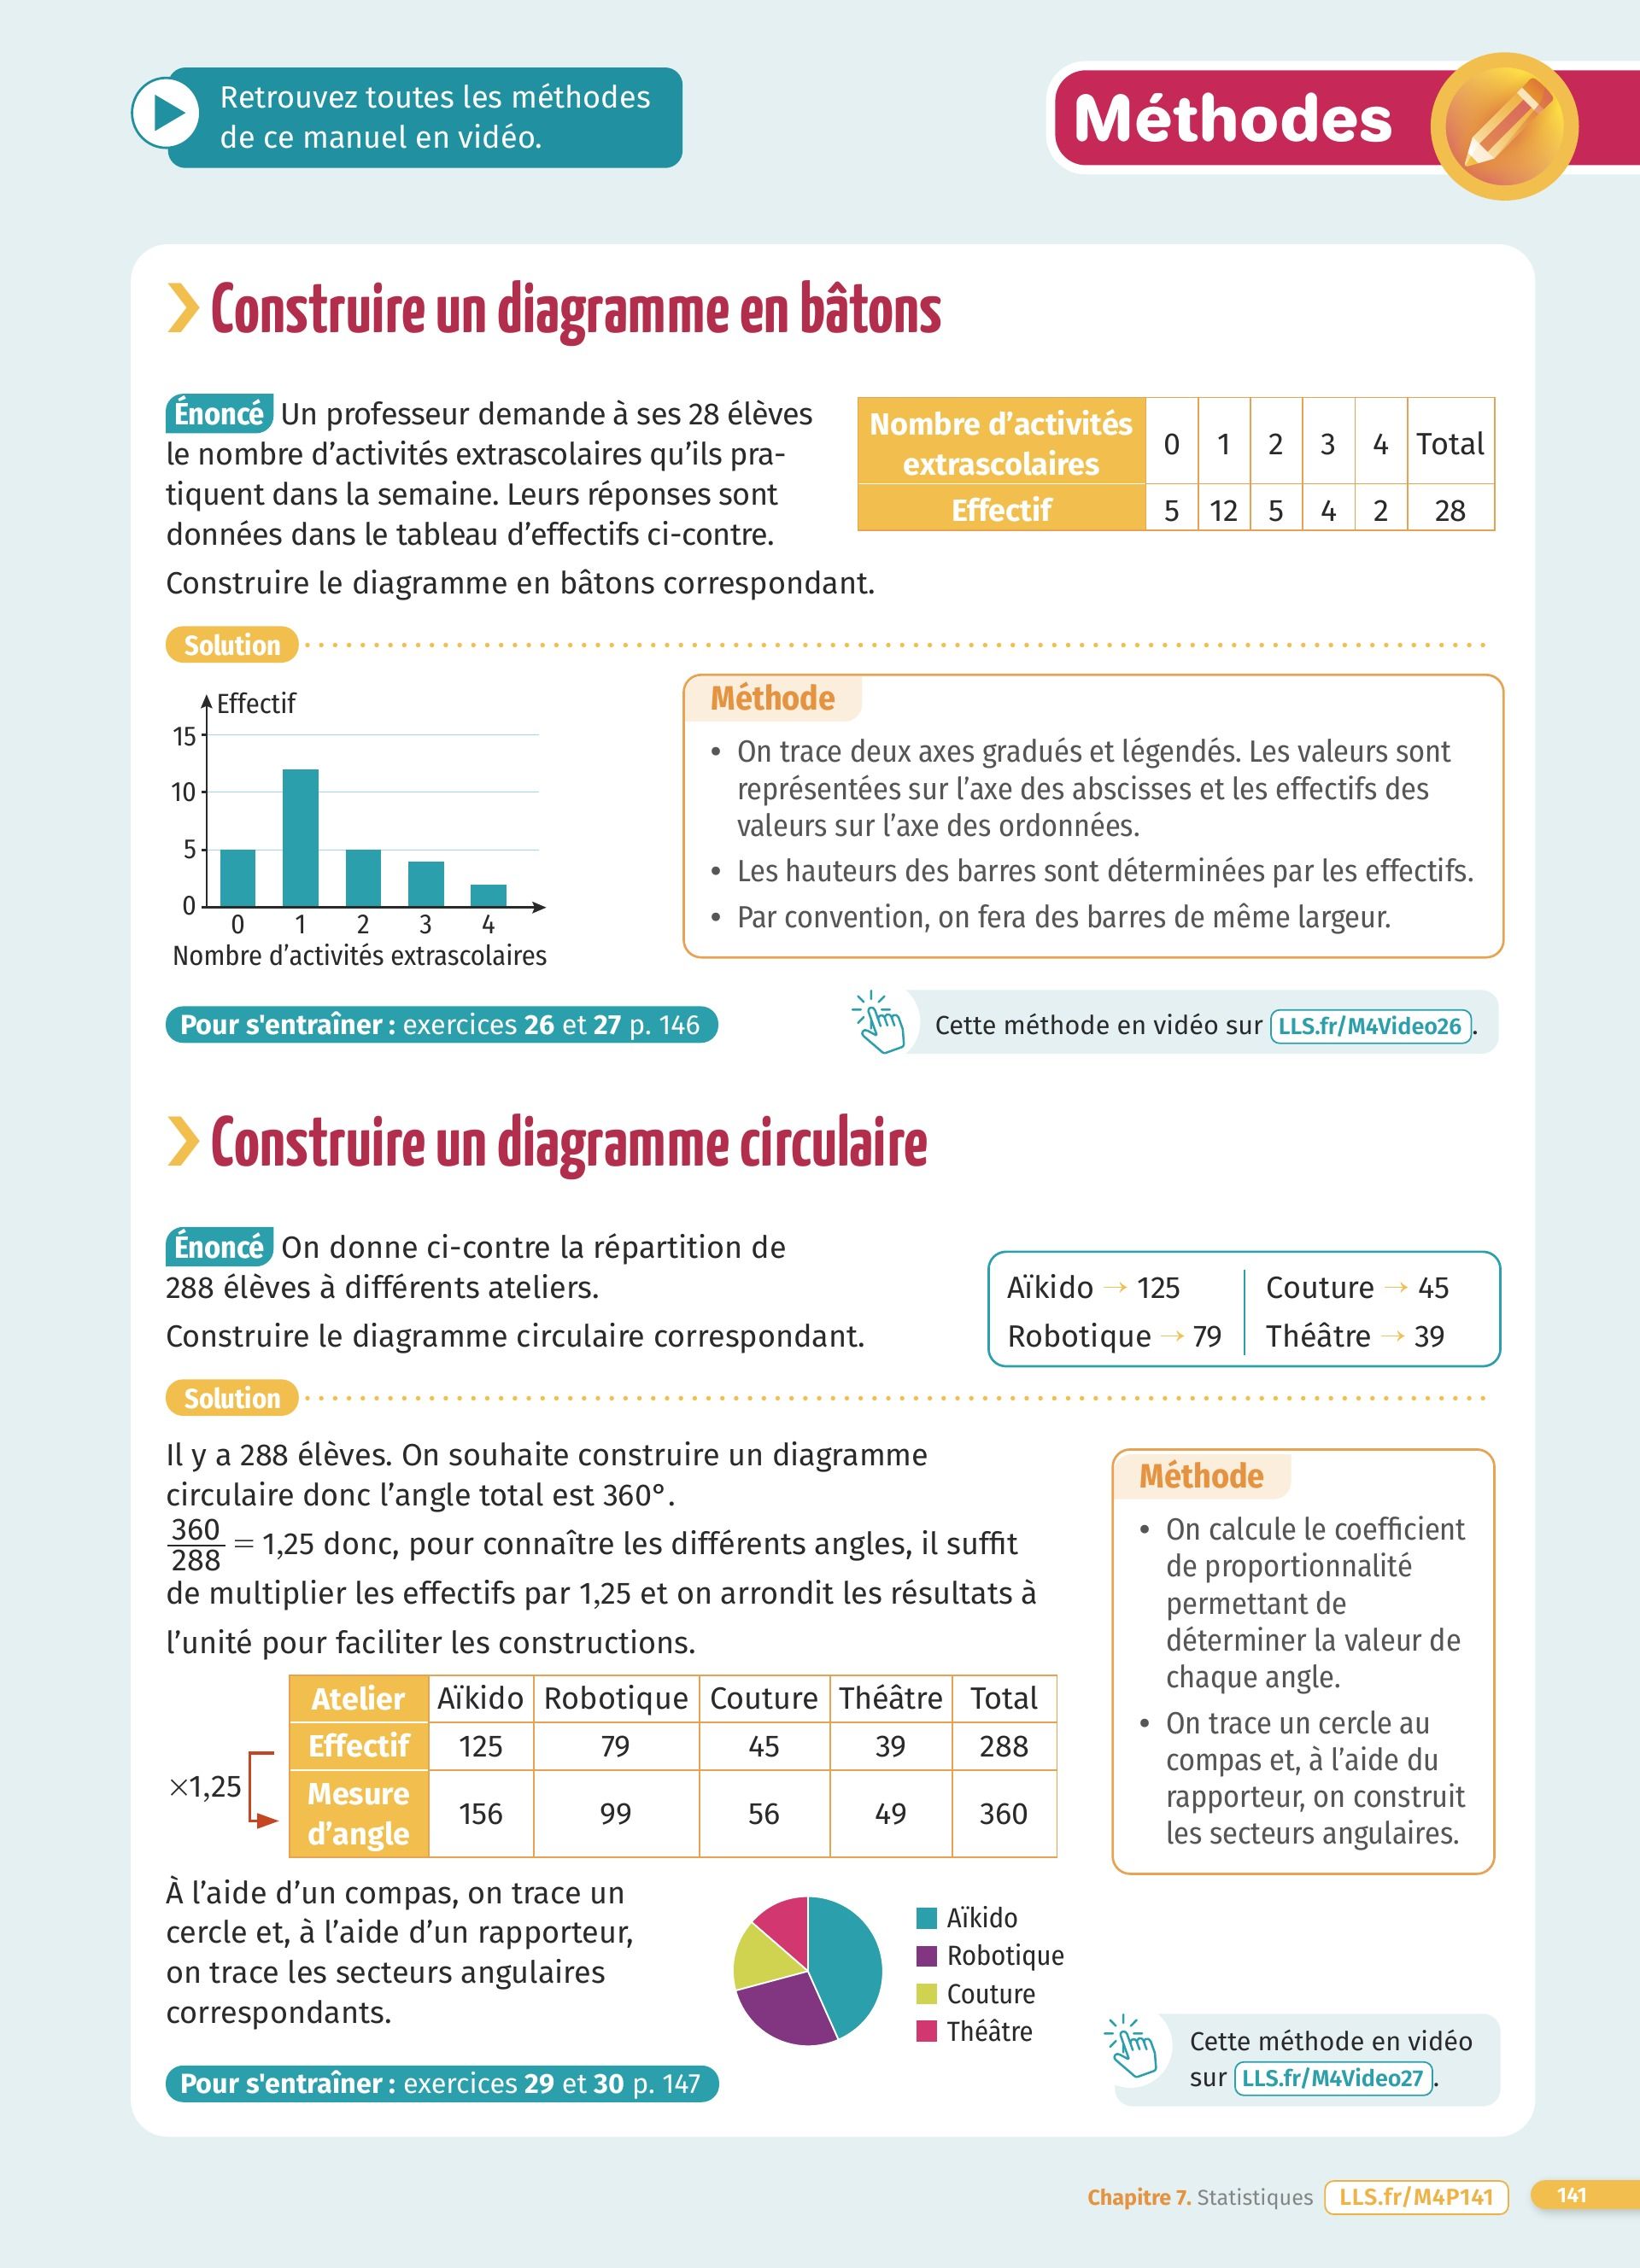 Retrouvez toutes les méthodes
de ce manuel en vidéo.
Méthodes
Construire un diagramme en bâtons
Énoncé Un professeur demande à ses 28 élèves
le nombre d'activités extrascolaires qu'ils pra-
tiquent dans la semaine. Leurs réponses sont
données dans le tableau d'effectifs ci-contre.
Construire le diagramme en bâtons correspondant.
Nombre d'activités
extrascolaires
0 1 2 3 4 Total
Effectif 5 12 5 4 2 28
Solution
Effectif
15
10
5
0
0 1 2 3 4
Nombre d'activités extrascolaires
Méthode
• On trace deux axes gradués et légendés. Les valeurs sont
représentées sur l'axe des abscisses et les effectifs des
valeurs sur l'axe des ordonnées.
• Les hauteurs des barres sont déterminées par les effectifs.
• Par convention, on fera des barres de même largeur.
Pour s'entraîner : exercices 26 et 27 p. 146
Cette méthode en vidéo sur LLS.fr/M4Video26.
Construire un diagramme circulaire
Énoncé On donne ci-contre la répartition de
288 élèves à différents ateliers.
Construire le diagramme circulaire correspondant.
Aïkido → 125 Couture → 45
Robotique → 79 Théâtre → 39
Solution
Il y a 288 élèves. On souhaite construire un diagramme
circulaire donc l'angle total est 360°.
360/288 = 1,25 donc, pour connaître les différents angles, il suffit
de multiplier les effectifs par 1,25 et on arrondit les résultats à
l'unité pour faciliter les constructions.
Atelier Aïkido Robotique Couture Théâtre Total
Effectif 125 79 45 39 288
×1,25
Mesure
d'angle
156 99 56 49 360
Méthode
• On calcule le coefficient
de proportionnalité
permettant de
déterminer la valeur de
chaque angle.
• On trace un cercle au
compas et, à l'aide du
rapporteur, on construit
les secteurs angulaires.
À l'aide d'un compas, on trace un
cercle et, à l'aide d'un rapporteur,
on trace les secteurs angulaires
correspondants.
Aïkido
Robotique
Couture
Théâtre
Pour s'entraîner : exercices 29 et 30 p. 147
Cette méthode en vidéo
sur LLS.fr/M4Video27.
Chapitre 7. Statistiques LLS.fr/M4P141 141